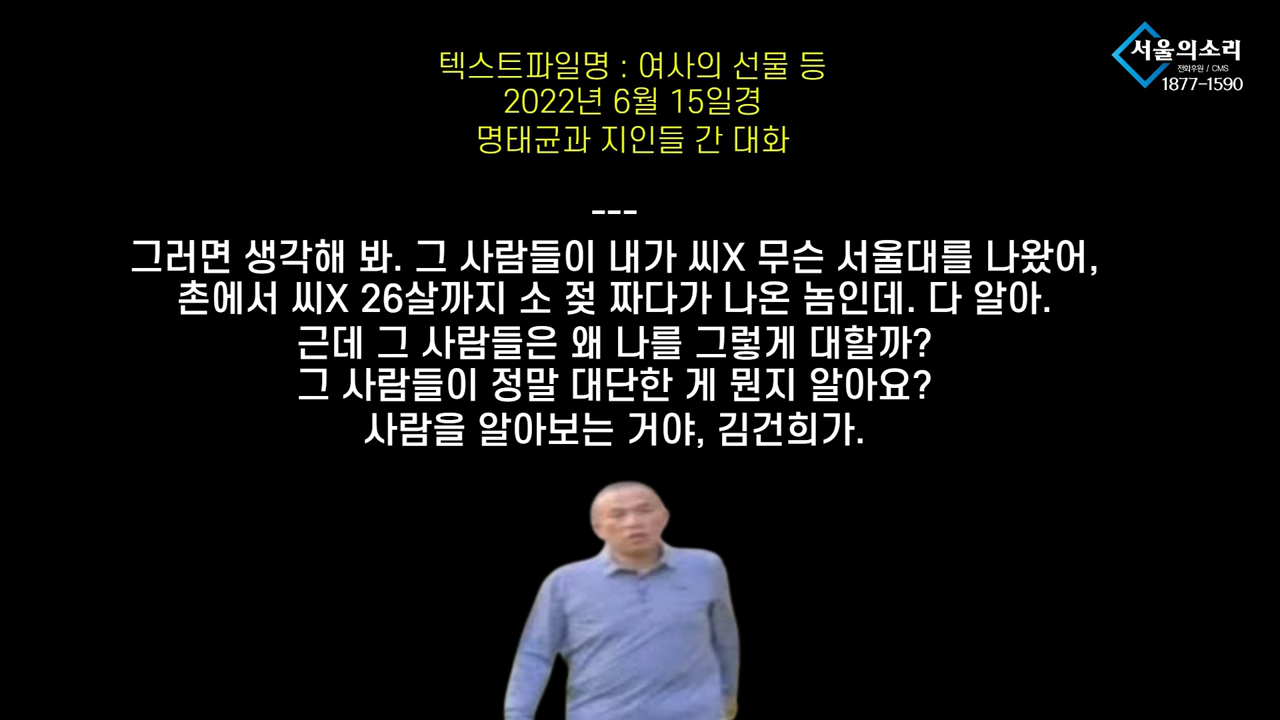 서울의소리
전화후원 / CMS
1877-1590
텍스트파일명 : 여사의 선물 등
2022년 6월 15일경
명태균과 지인들 간 대화
---
그러면 생각해 봐. 그 사람들이 내가 씨X 무슨 서울대를 나왔어,
촌에서 씨X 26살까지 소 젖 짜다가 나온 놈인데. 다 알아.
근데 그 사람들은 왜 나를 그렇게 대할까?
그 사람들이 정말 대단한 게 뭔지 알아요?
사람을 알아보는 거야, 김건희가.